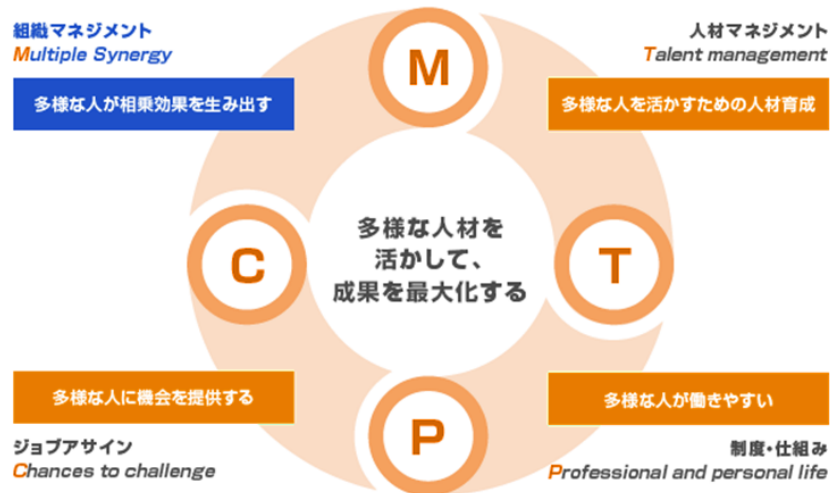 組織マネジメント
Multiple Synergy
多様な人が相乗効果を生み出す
M
人材マネジメント
Talent management
多様な人を活かすための人材育成
C
多様な人材を
活かして、
成果を最大化する
T
多様な人に機会を提供する
ジョブアサイン
Chances to challenge
P
多様な人が働きやすい
制度・仕組み
Professional and personal life